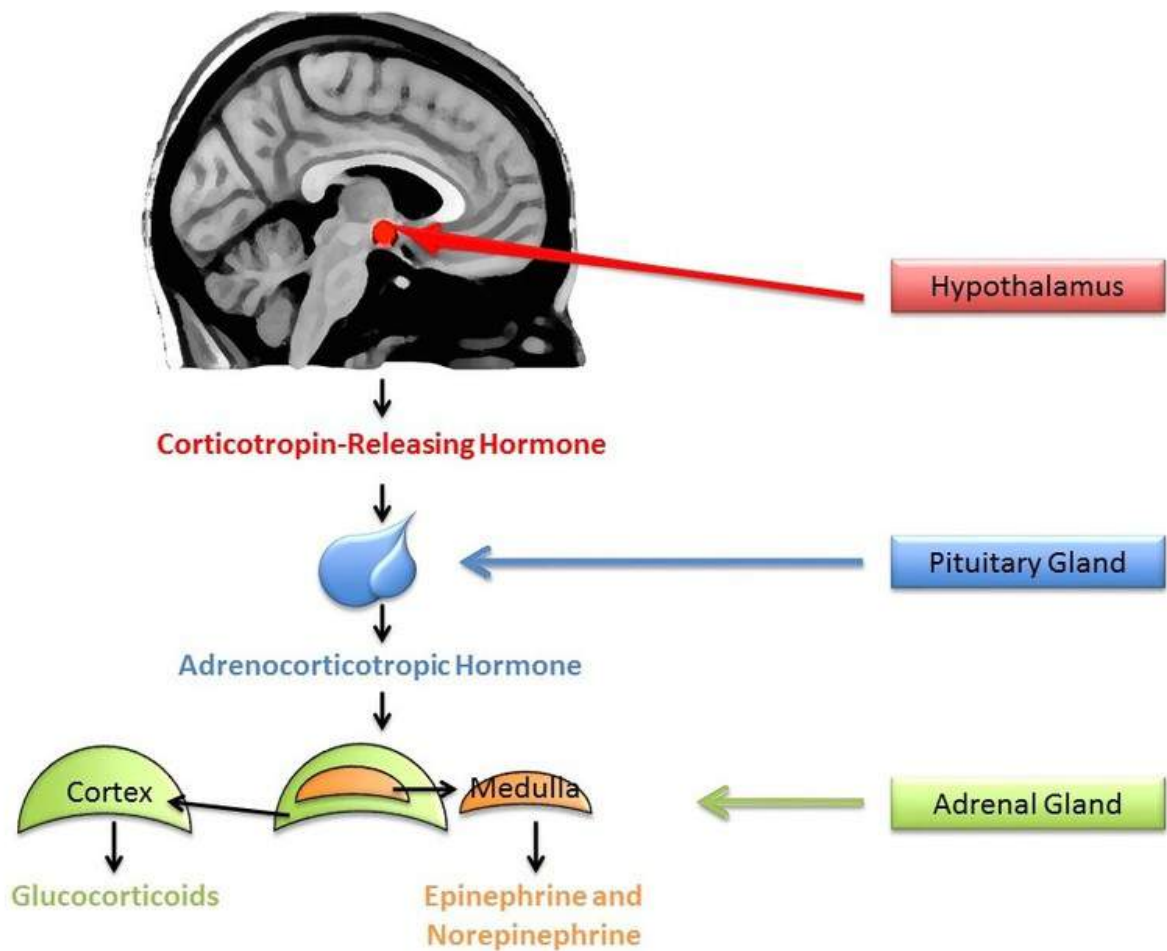 Hypothalamus
Corticotropin-Releasing Hormone
Pituitary Gland
Adrenocorticotropic Hormone
Cortex
Medulla
Adrenal Gland
Glucocorticoids
Epinephrine and
Norepinephrine